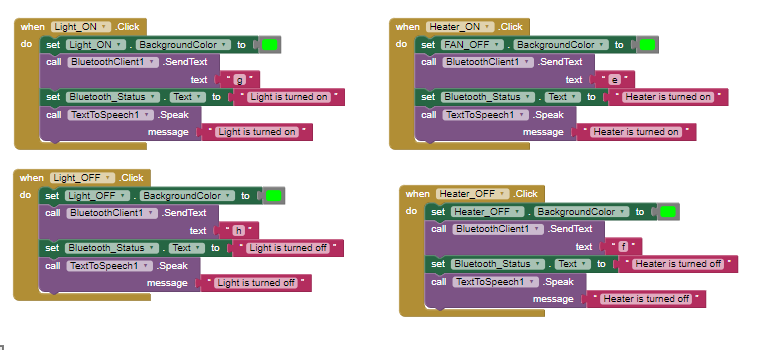 when Light_ON .Click
do set Light_ON . BackgroundColor to
call BluetoothClient1 .SendText
text " g "
set Bluetooth_Status . Text to " Light is turned on "
call TextToSpeech1 .Speak
message " Light is turned on "
when Light_OFF .Click
do set Light_OFF . BackgroundColor to
call BluetoothClient1 .SendText
text " h "
set Bluetooth_Status . Text to " Light is turned off "
call TextToSpeech1 .Speak
message " Light is turned off "
when Heater_ON .Click
do set FAN_OFF . BackgroundColor to
call BluetoothClient1 .SendText
text " e "
set Bluetooth_Status . Text to " Heater is turned on "
call TextToSpeech1 .Speak
message " Heater is turned on "
when Heater_OFF .Click
do set Heater_OFF . BackgroundColor to
call BluetoothClient1 .SendText
text " f "
set Bluetooth_Status . Text to " Heater is turned off "
call TextToSpeech1 .Speak
message " Heater is turned off "